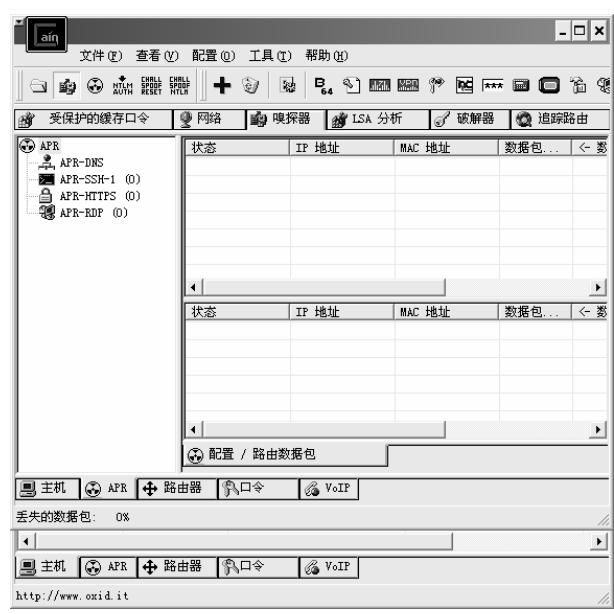 aín
文件(F) 查看(V) 配置(O) 工具(T) 帮助(H)
NTLM AUTH CHALL SPOOF RESET CHALL SPOOF NTLM B64 ***
受保护的缓存口令 网络 嗅探器 LSA 分析 破解器 追踪路由
APR
APR-DNS
APR-SSH-1 (0)
APR-HTTPS (0)
APR-RDP (0)
状态 IP 地址 MAC 地址 数据包... <- 数
状态 IP 地址 MAC 地址 数据包... <- 数
配置 / 路由数据包
主机 APR 路由器 口令 VoIP
丢失的数据包: 0%
主机 APR 路由器 口令 VoIP
http://www.oxid.it